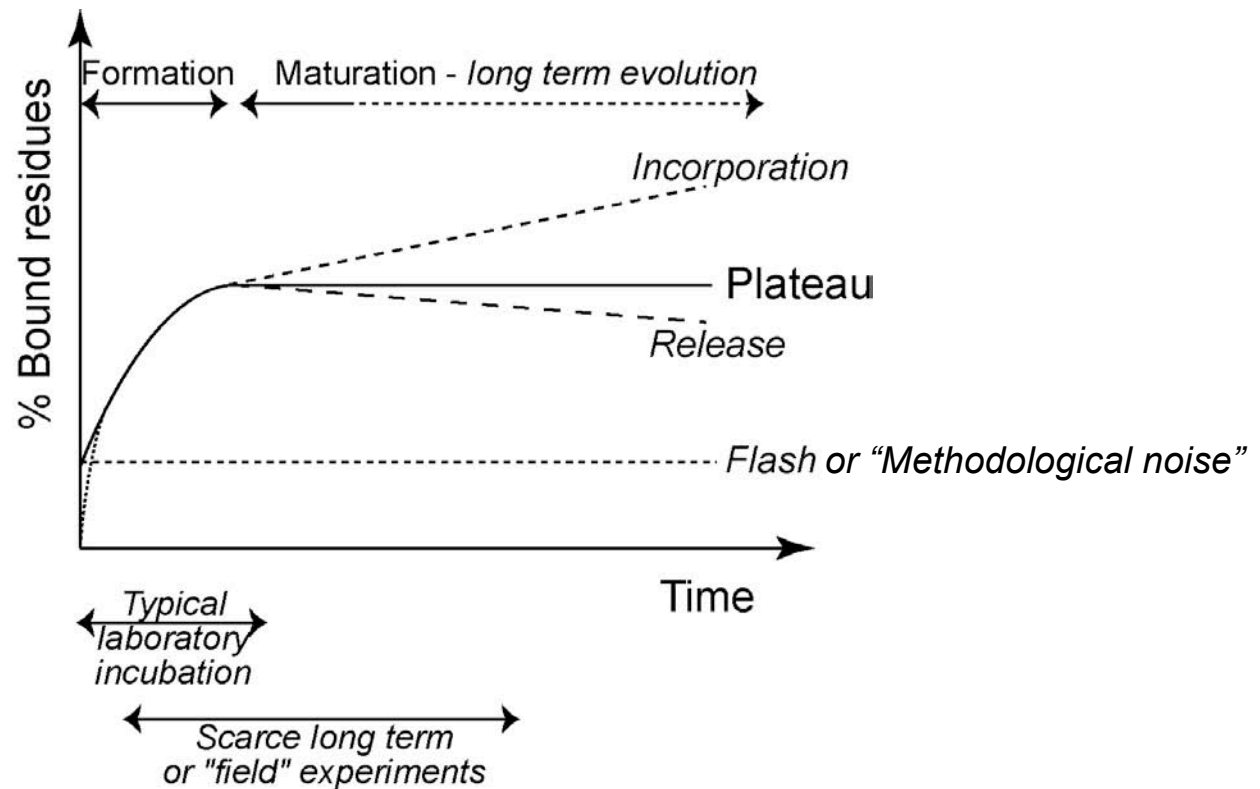 Formation
Maturation - long term evolution
% Bound residues
Incorporation
Plateau
Release
Flash or “Methodological noise”
Time
Typical
laboratory
incubation
Scarce long term
or "field" experiments